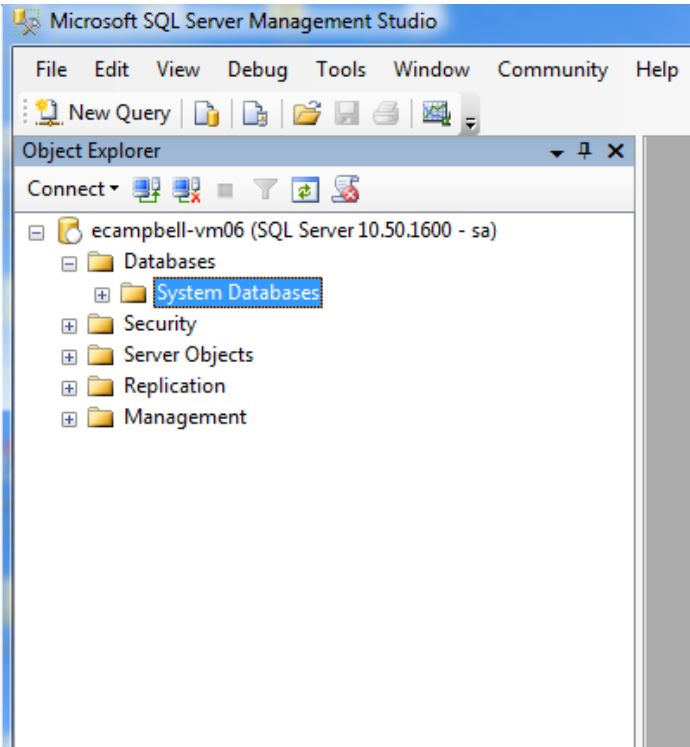 Microsoft SQL Server Management Studio
File Edit View Debug Tools Window Community Help
New Query
Object Explorer
Connect
ecampbell-vm06 (SQL Server 10.50.1600 - sa)
Databases
System Databases
Security
Server Objects
Replication
Management